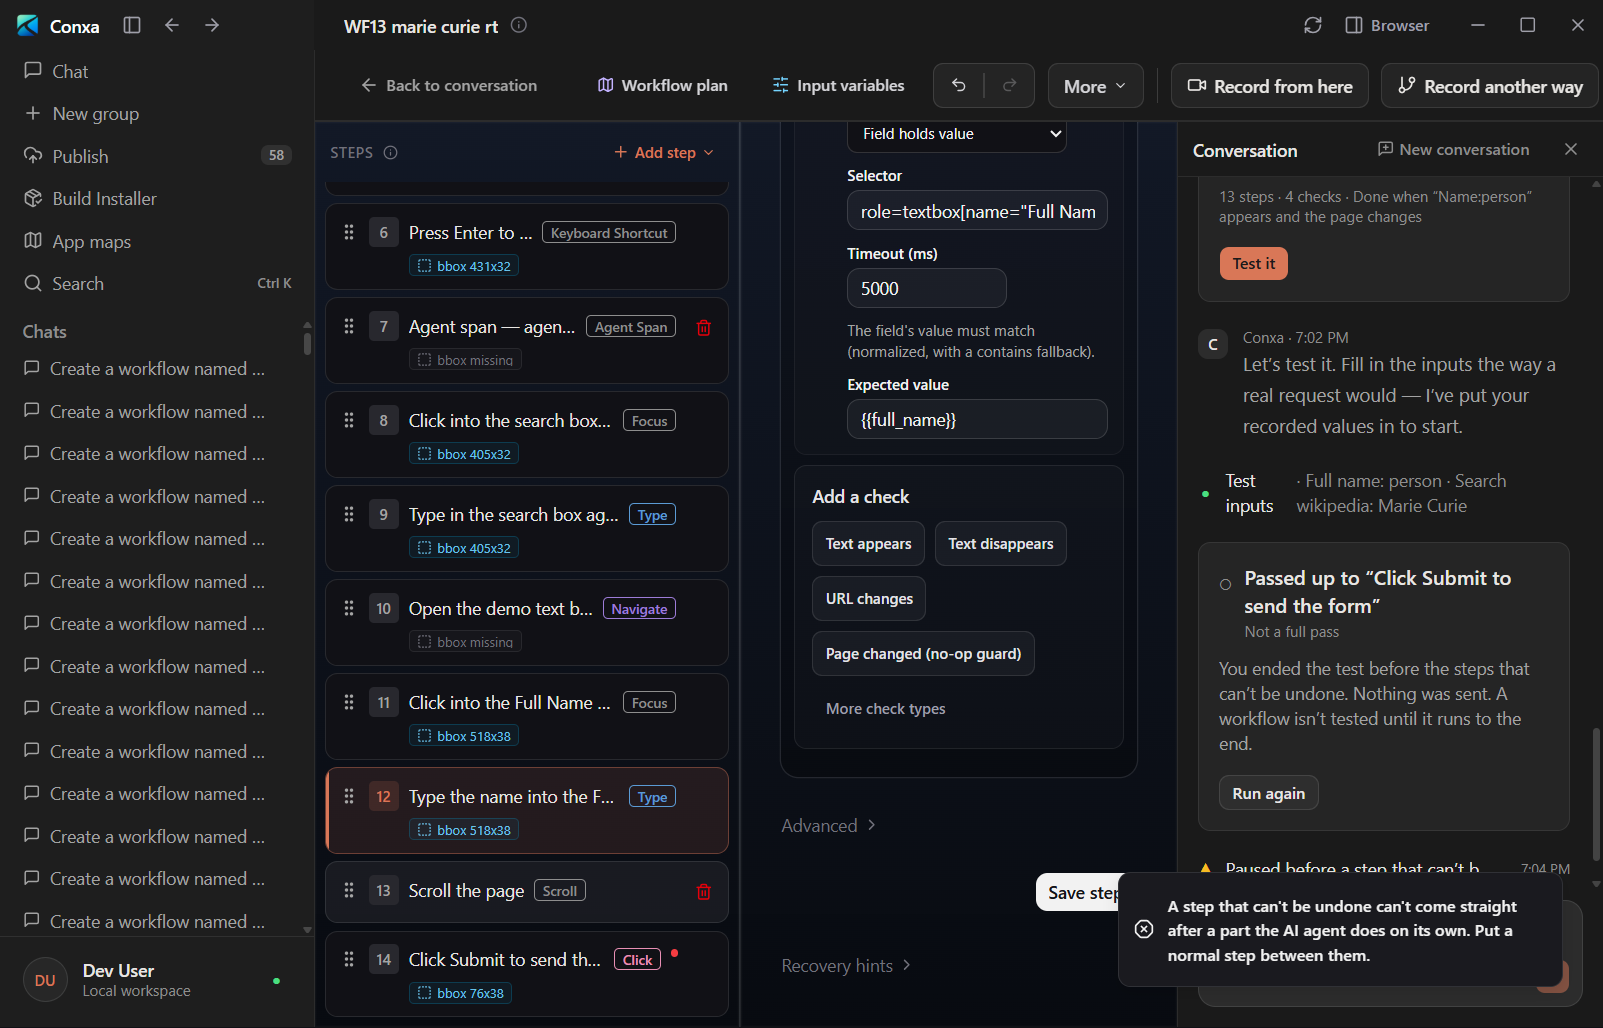 Conxa
WF13 marie curie rt
Browser
Chat
New group
Publish
58
Build Installer
App maps
Search
Ctrl K
Chats
Create a workflow named ...
Create a workflow named ...
Create a workflow named ...
Create a workflow named ...
Create a workflow named ...
Create a workflow named ...
Create a workflow named ...
Create a workflow named ...
Create a workflow named ...
Create a workflow named ...
Create a workflow named ...
Create a workflow named ...
Create a workflow named ...
Create a workflow named ...
DU
Dev User
Local workspace
Back to conversation
Workflow plan
Input variables
More
Record from here
Record another way
STEPS
Add step
6
Press Enter to ...
Keyboard Shortcut
bbox 431x32
7
Agent span — agen...
Agent Span
bbox missing
8
Click into the search box...
Focus
bbox 405x32
9
Type in the search box ag...
Type
bbox 405x32
10
Open the demo text b...
Navigate
bbox missing
11
Click into the Full Name ...
Focus
bbox 518x38
12
Type the name into the F...
Type
bbox 518x38
13
Scroll the page
Scroll
14
Click Submit to send th...
Click
bbox 76x38
Field holds value
Selector
role=textbox[name="Full Nam
Timeout (ms)
5000
The field's value must match
(normalized, with a contains fallback).
Expected value
{{full_name}}
Add a check
Text appears
Text disappears
URL changes
Page changed (no-op guard)
More check types
Advanced
Save step
Recovery hints
Conversation
New conversation
13 steps · 4 checks · Done when “Name:person”
appears and the page changes
Test it
C
Conxa · 7:02 PM
Let’s test it. Fill in the inputs the way a
real request would — I’ve put your
recorded values in to start.
Test inputs
· Full name: person · Search
wikipedia: Marie Curie
Passed up to “Click Submit to
send the form”
Not a full pass
You ended the test before the steps that
can’t be undone. Nothing was sent. A
workflow isn’t tested until it runs to the
end.
Run again
Paused before a step that can’t b
7:04 PM
A step that can't be undone can't come straight
after a part the AI agent does on its own. Put a
normal step between them.